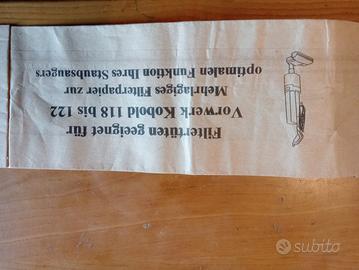 Filtertüten geeignet für
Vorwerk Kobold 118 bis 122
Mehrlagiges Filterpapier zur
optimalen Funktion Ihres Staubsaugers
subito